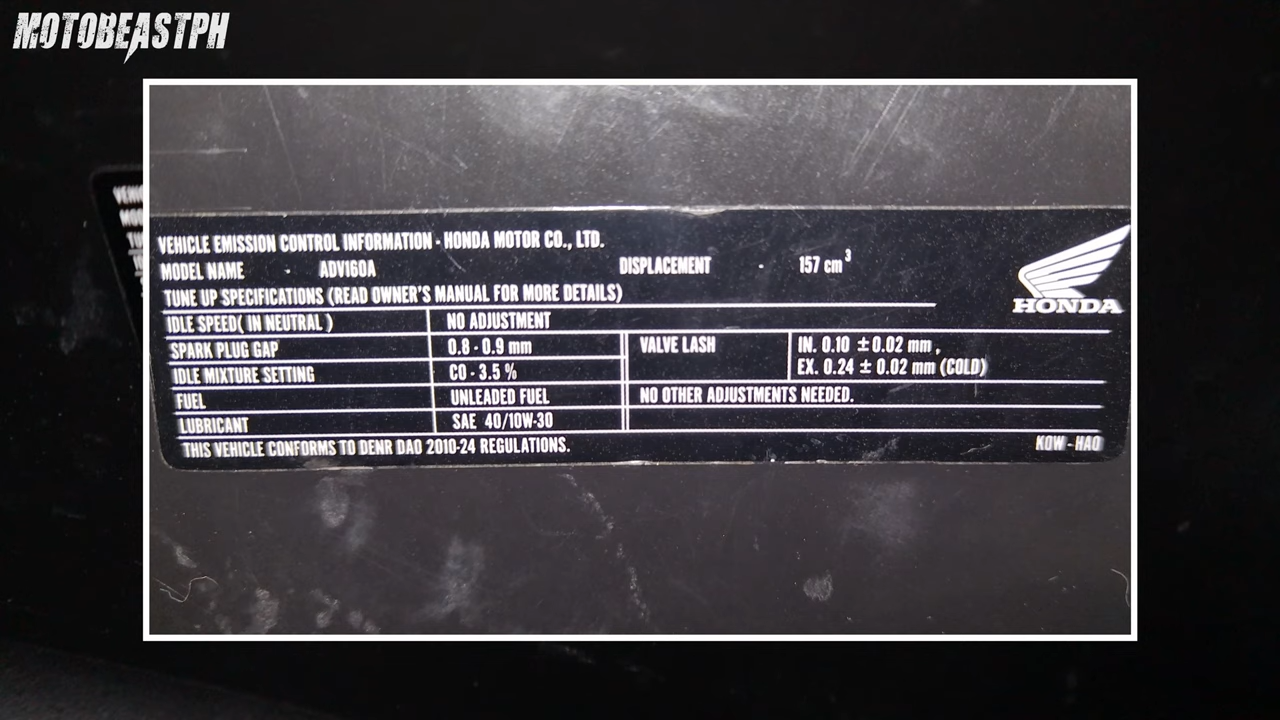 MOTOBEASTPH
VEHICLE EMISSION CONTROL INFORMATION - HONDA MOTOR CO., LTD.
MODEL NAME - ADV160A DISPLACEMENT - 157 cm³
TUNE UP SPECIFICATIONS (READ OWNER'S MANUAL FOR MORE DETAILS)
HONDA
IDLE SPEED( IN NEUTRAL ) NO ADJUSTMENT
SPARK PLUG GAP 0.8 - 0.9 mm VALVE LASH IN. 0.10 ± 0.02 mm ,
IDLE MIXTURE SETTING CO - 3.5 % EX. 0.24 ± 0.02 mm (COLD)
FUEL UNLEADED FUEL NO OTHER ADJUSTMENTS NEEDED.
LUBRICANT SAE 40/10W-30
THIS VEHICLE CONFORMS TO DENR DAO 2010-24 REGULATIONS. K0W - HA0